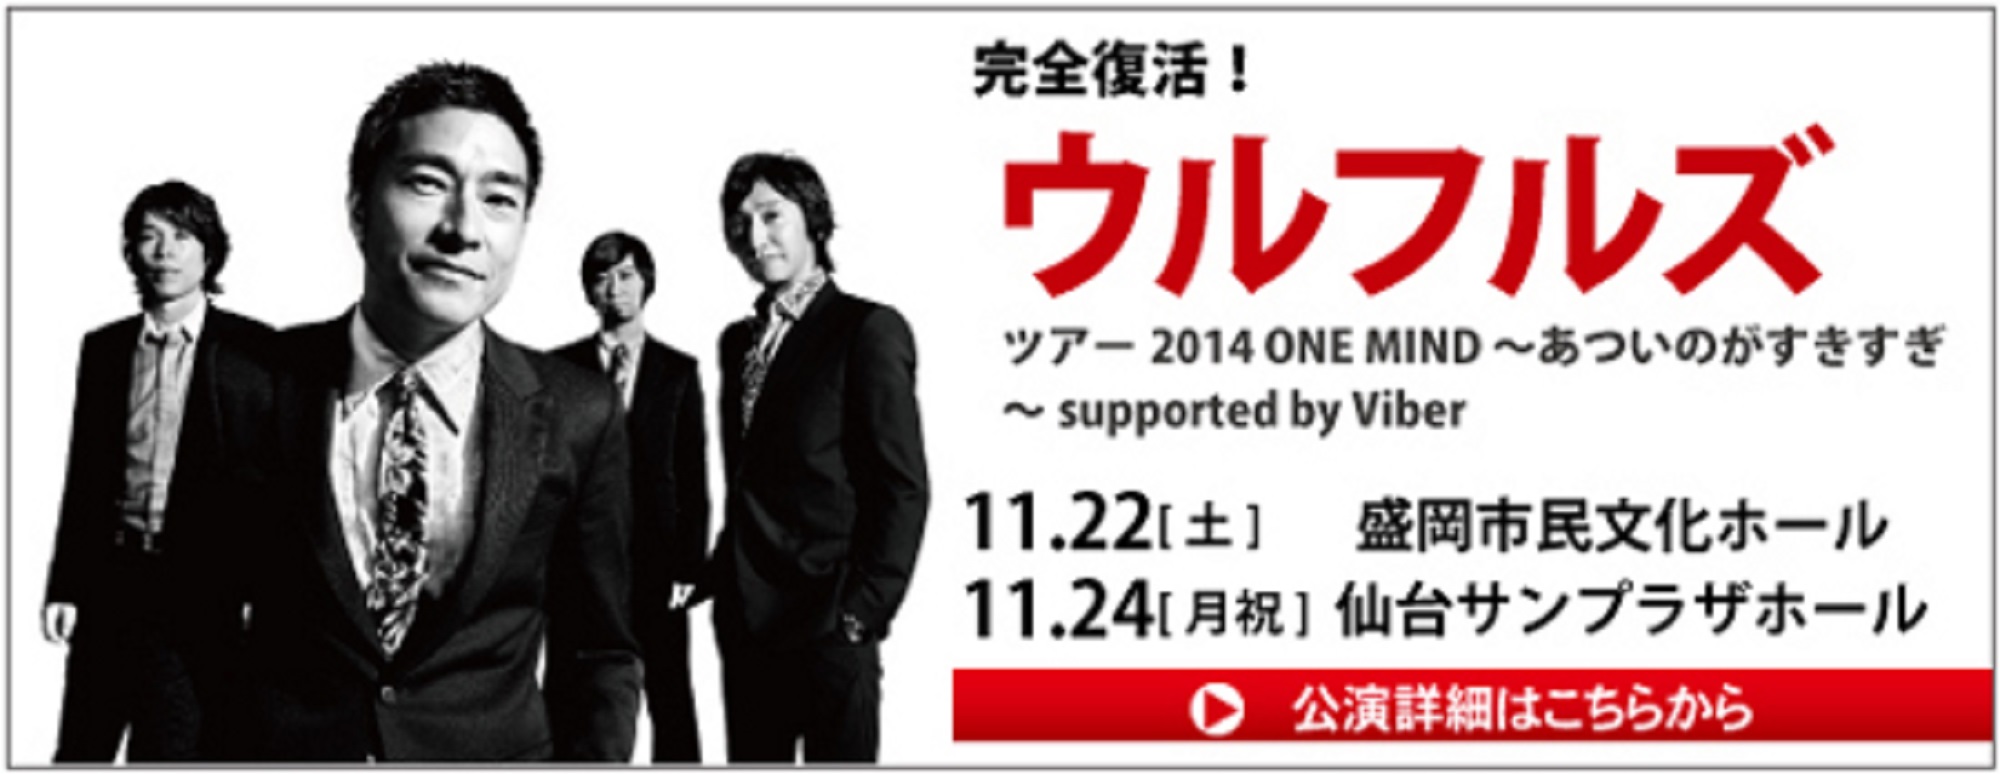 完全復活！
ウルフルズ
ツアー 2014 ONE MIND ～あついのがすきすぎ
～ supported by Viber
11.22[ 土 ] 盛岡市民文化ホール
11.24[ 月祝 ] 仙台サンプラザホール
公演詳細はこちらから